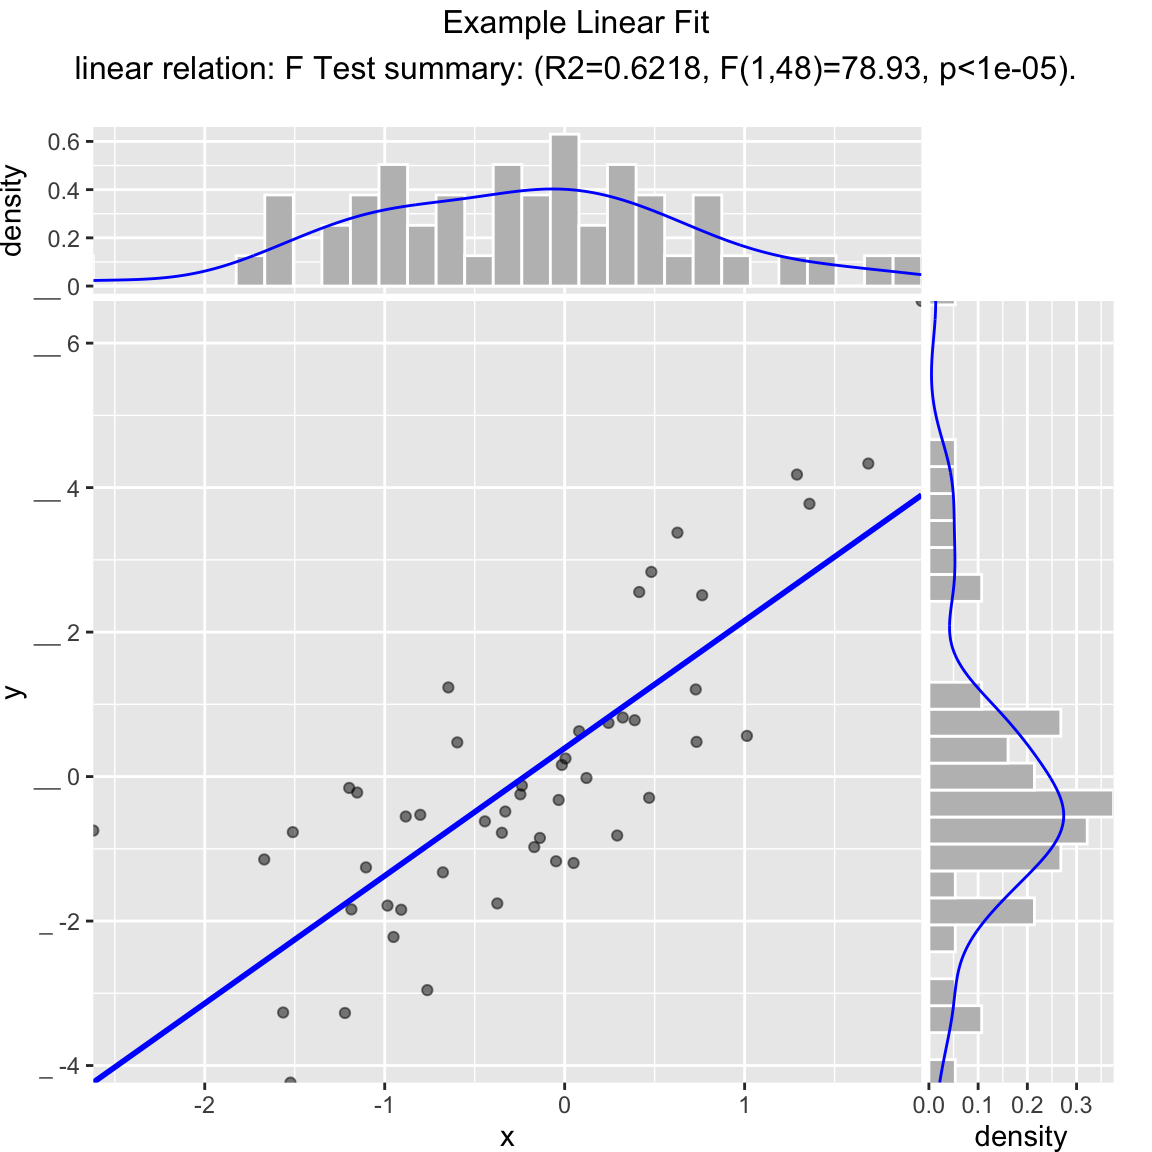 Example Linear Fit
linear relation: F Test summary: (R2=0.6218, F(1,48)=78.93, p<1e-05).
density
0.6
0.4
0.2
0
y
6
4
2
0
-2
-4
-2 -1 0 1
x
0.0 0.1 0.2 0.3
density